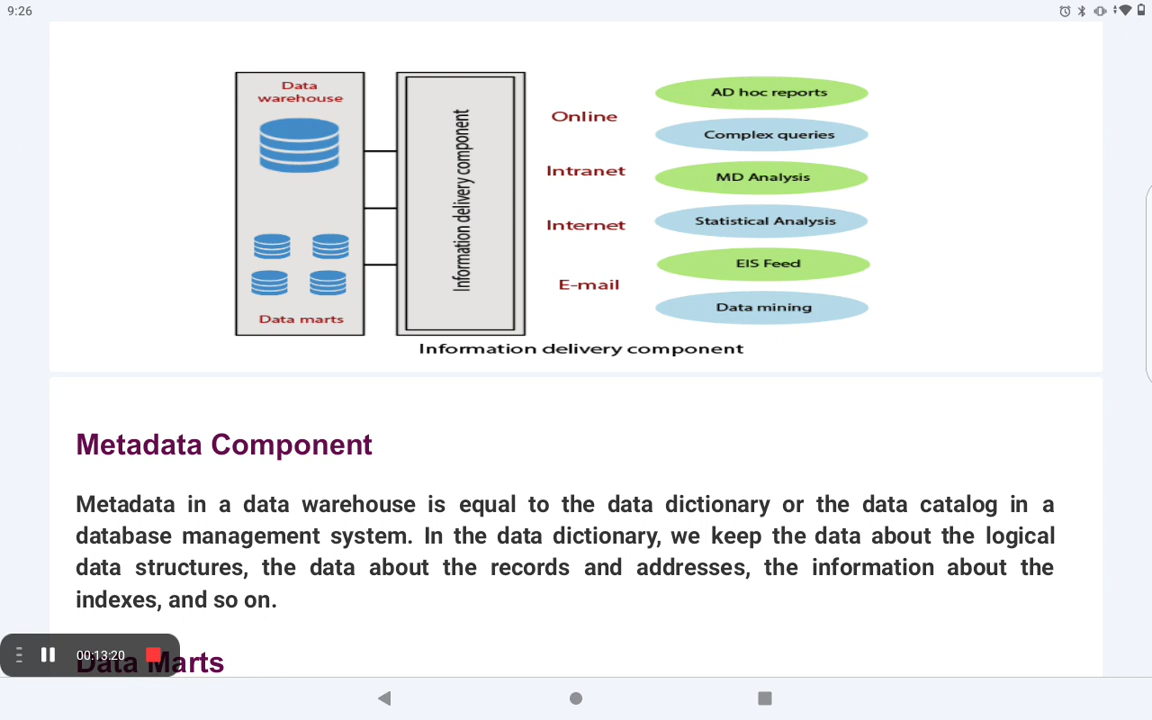 9:26
Data
warehouse
Data marts
Information delivery component
Online
Intranet
Internet
E-mail
AD hoc reports
Complex queries
MD Analysis
Statistical Analysis
EIS Feed
Data mining
Information delivery component
Metadata Component
Metadata in a data warehouse is equal to the data dictionary or the data catalog in a
database management system. In the data dictionary, we keep the data about the logical
data structures, the data about the records and addresses, the information about the
indexes, and so on.
00:13:20
Data Marts